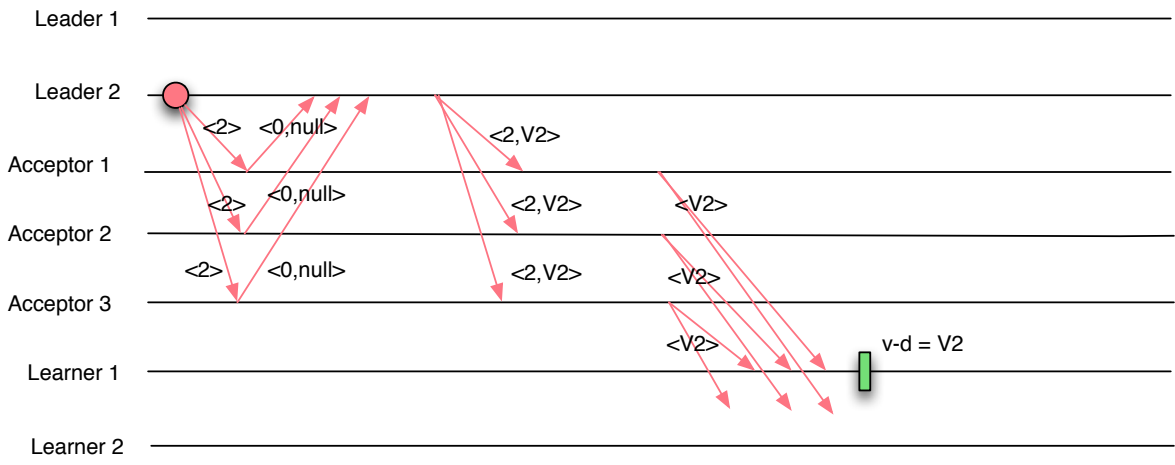 Leader 1
Leader 2
<2> <0,null> <2,V2>
Acceptor 1
<2> <0,null> <2,V2> <V2>
Acceptor 2
<2> <0,null> <2,V2> <V2>
Acceptor 3
<V2> v-d = V2
Learner 1
Learner 2